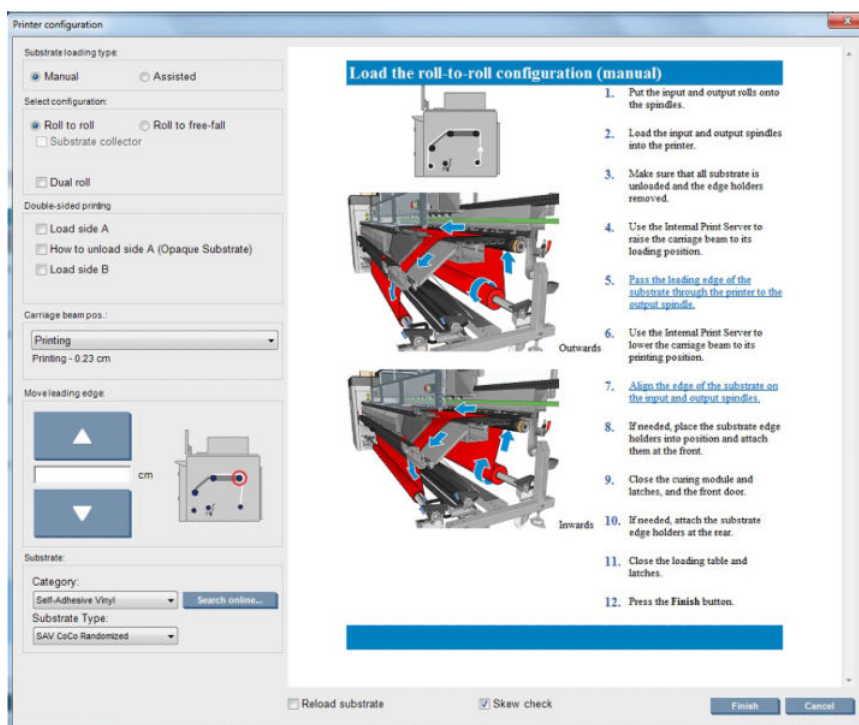 Printer configuration
Substrate loading type:
Manual
Assisted
Select configuration:
Roll to roll
Roll to free-fall
Substrate collector
Dual roll
Double-sided printing
Load side A
How to unload side A (Opaque Substrate)
Load side B
Carriage beam pos.:
Printing
Printing - 0.23 cm
Move leading edge:
cm
Substrate:
Category:
Self-Adhesive Vinyl
Search online...
Substrate Type:
SAV CoCo Randomized
Load the roll-to-roll configuration (manual)
1. Put the input and output rolls onto
the spindles.
2. Load the input and output spindles
into the printer.
3. Make sure that all substrate is
unloaded and the edge holders
removed.
4. Use the Internal Print Server to
raise the carriage beam to its
loading position.
5. Pass the leading edge of the
substrate through the printer to the
output spindle.
Outwards
6. Use the Internal Print Server to
lower the carriage beam to its
printing position.
7. Align the edge of the substrate on
the input and output spindles.
8. If needed, place the substrate edge
holders into position and attach
them at the front.
9. Close the curing module and
latches, and the front door.
Inwards
10. If needed, attach the substrate
edge holders at the rear.
11. Close the loading table and
latches.
12. Press the Finish button.
Reload substrate
Skew check
Finish
Cancel